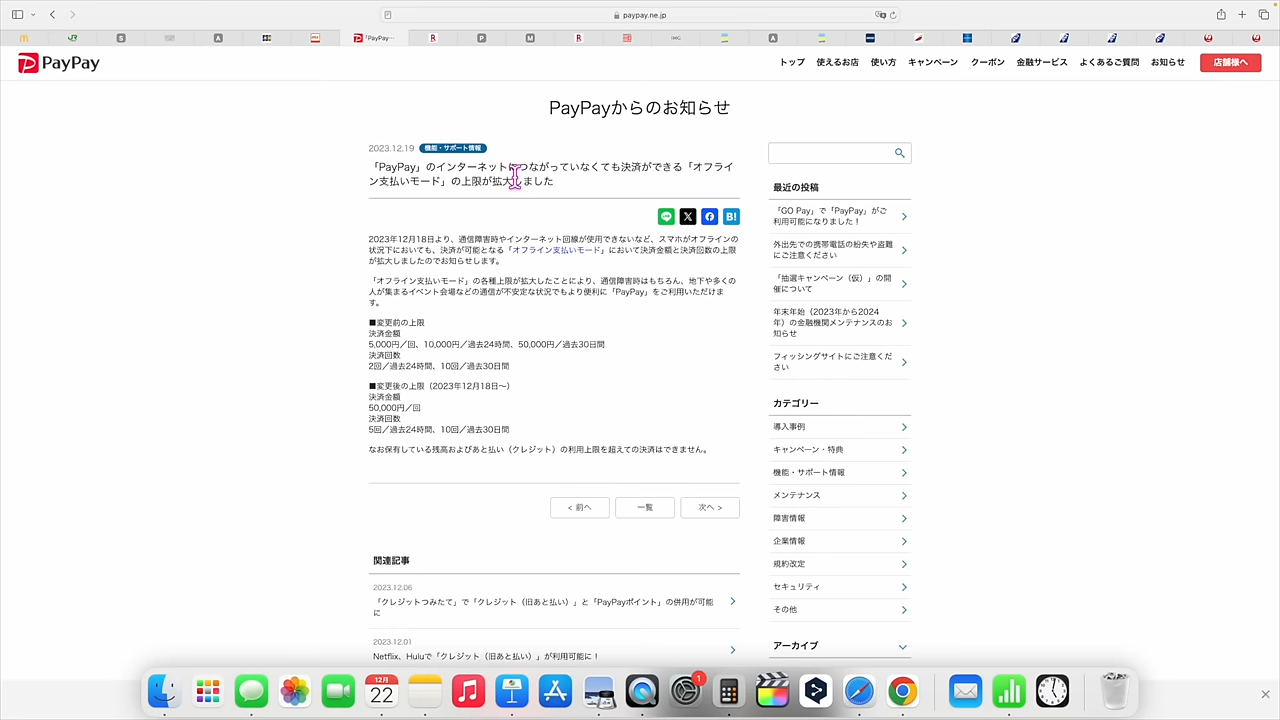 paypay.ne.jp
「PayPay…
PayPay
トップ 使えるお店 使い方 キャンペーン クーポン 金融サービス よくあるご質問 お知らせ 店舗様へ
PayPayからのお知らせ
2023.12.19 機能・サポート情報
「PayPay」のインターネットにつながっていなくても決済ができる「オフライ
ン支払いモード」の上限が拡大しました
B!
2023年12月18日より、通信障害時やインターネット回線が使用できないなど、スマホがオフラインの
状況下においても、決済が可能となる「オフライン支払いモード」において決済金額と決済回数の上限
が拡大しましたのでお知らせします。
「オフライン支払いモード」の各種上限が拡大したことにより、通信障害時はもちろん、地下や多くの
人が集まるイベント会場などの通信が不安定な状況でもより便利に「PayPay」をご利用いただけま
す。
■変更前の上限
決済金額
5,000円／回、10,000円／過去24時間、50,000円／過去30日間
決済回数
2回／過去24時間、10回／過去30日間
■変更後の上限（2023年12月18日～）
決済金額
50,000円／回
決済回数
5回／過去24時間、10回／過去30日間
なお保有している残高およびあと払い（クレジット）の利用上限を超えての決済はできません。
< 前へ 一覧 次へ >
関連記事
2023.12.06
「クレジットつみたて」で「クレジット（旧あと払い）」と「PayPayポイント」の併用が可能
に
2023.12.01
Netflix、Huluで「クレジット（旧あと払い）」が利用可能に！
最近の投稿
「GO Pay」で「PayPay」がご
利用可能になりました！
外出先での携帯電話の紛失や盗難
にご注意ください
「抽選キャンペーン（仮）」の開
催について
年末年始（2023年から2024
年）の金融機関メンテナンスのお
知らせ
フィッシングサイトにご注意くだ
さい
カテゴリー
導入事例
キャンペーン・特典
機能・サポート情報
メンテナンス
障害情報
企業情報
規約改定
セキュリティ
その他
アーカイブ
12月
22
1